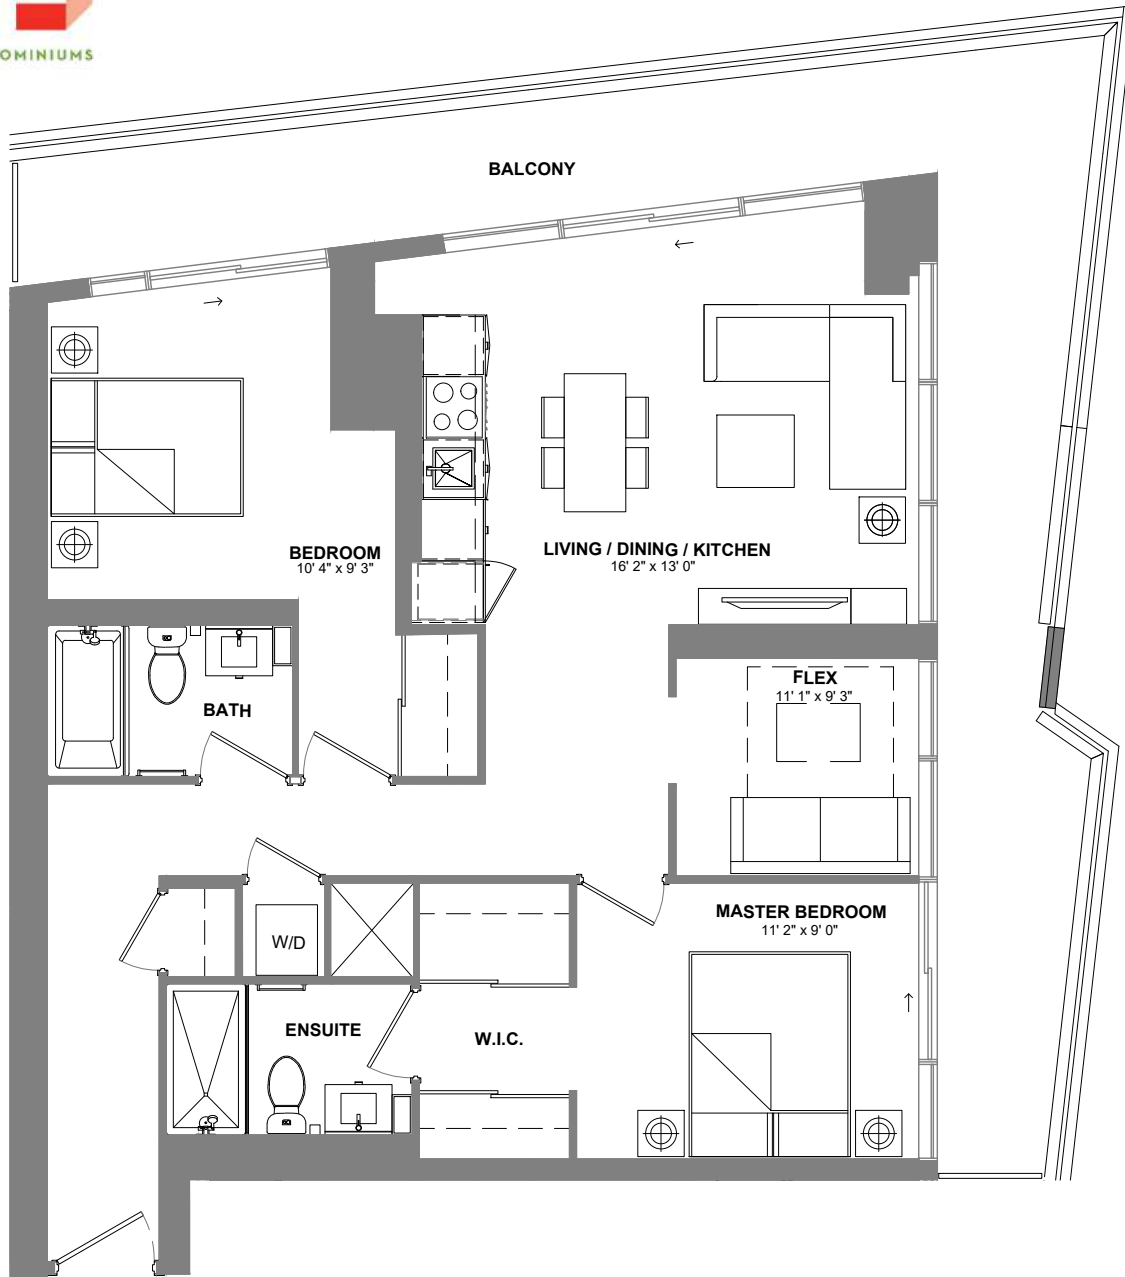 OMINIUMS
BALCONY
BEDROOM
10' 4" x 9' 3"
LIVING / DINING / KITCHEN
16' 2" x 13' 0"
FLEX
11' 1" x 9' 3"
BATH
MASTER BEDROOM
11' 2" x 9' 0"
W/D
ENSUITE
W.I.C.